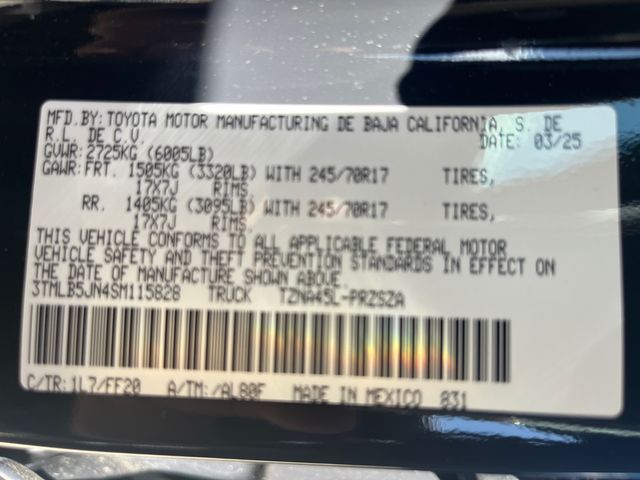 MFD.BY: TOYOTA MOTOR MANUFACTURING DE BAJA CALIFORNIA, S. DE
R.L. DE C.V. DATE: 03/25
GVWR: 2725KG (6005LB)
GAWR: FRT. 1505KG (3320LB) WITH 245/70R17 TIRES,
17X7J RIMS.
RR. 1405KG (3095LB) WITH 245/70R17 TIRES,
17X7J RIMS.
THIS VEHICLE CONFORMS TO ALL APPLICABLE FEDERAL MOTOR
VEHICLE SAFETY AND THEFT PREVENTION STANDARDS IN EFFECT ON
THE DATE OF MANUFACTURE SHOWN ABOVE.
3TMLB5JN4SM115828 TRUCK TZNA45L-PRZSZA
C/TR: 1L7/FF20 A/TM: /AL80F MADE IN MEXICO 831